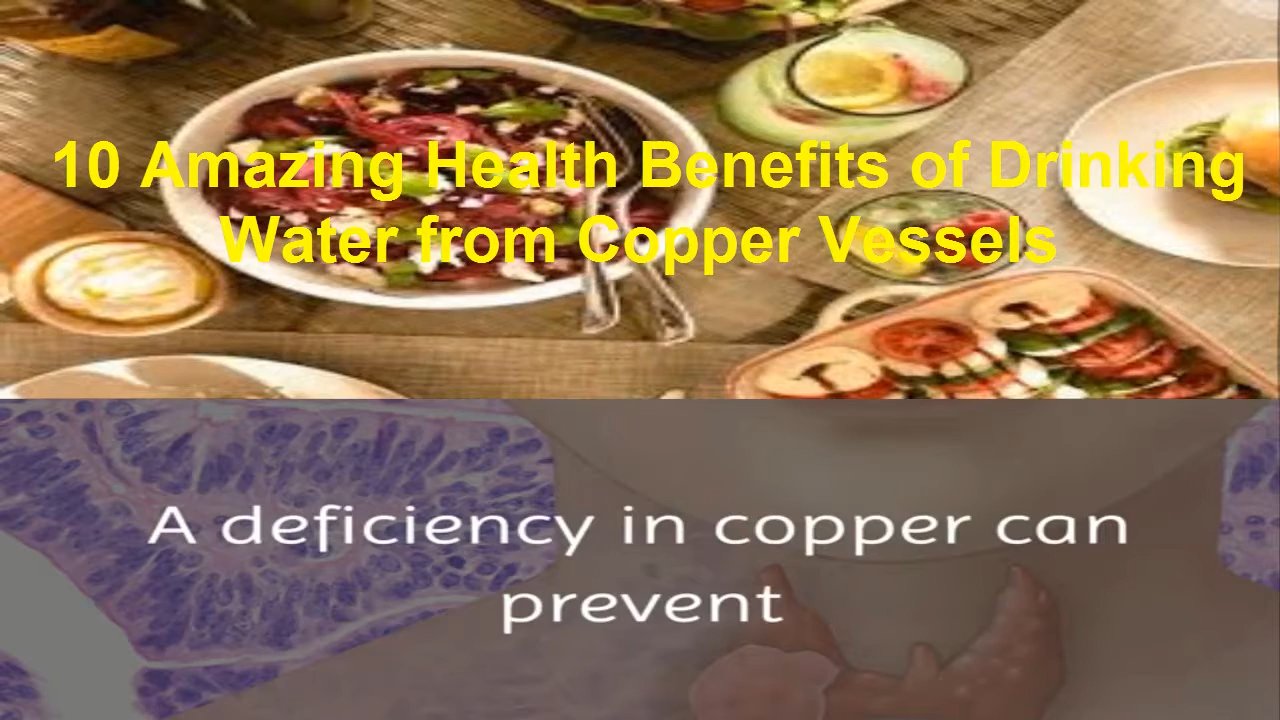 10 Amazing Health Benefits of Drinking
Water from Copper Vessels
A deficiency in copper can
prevent